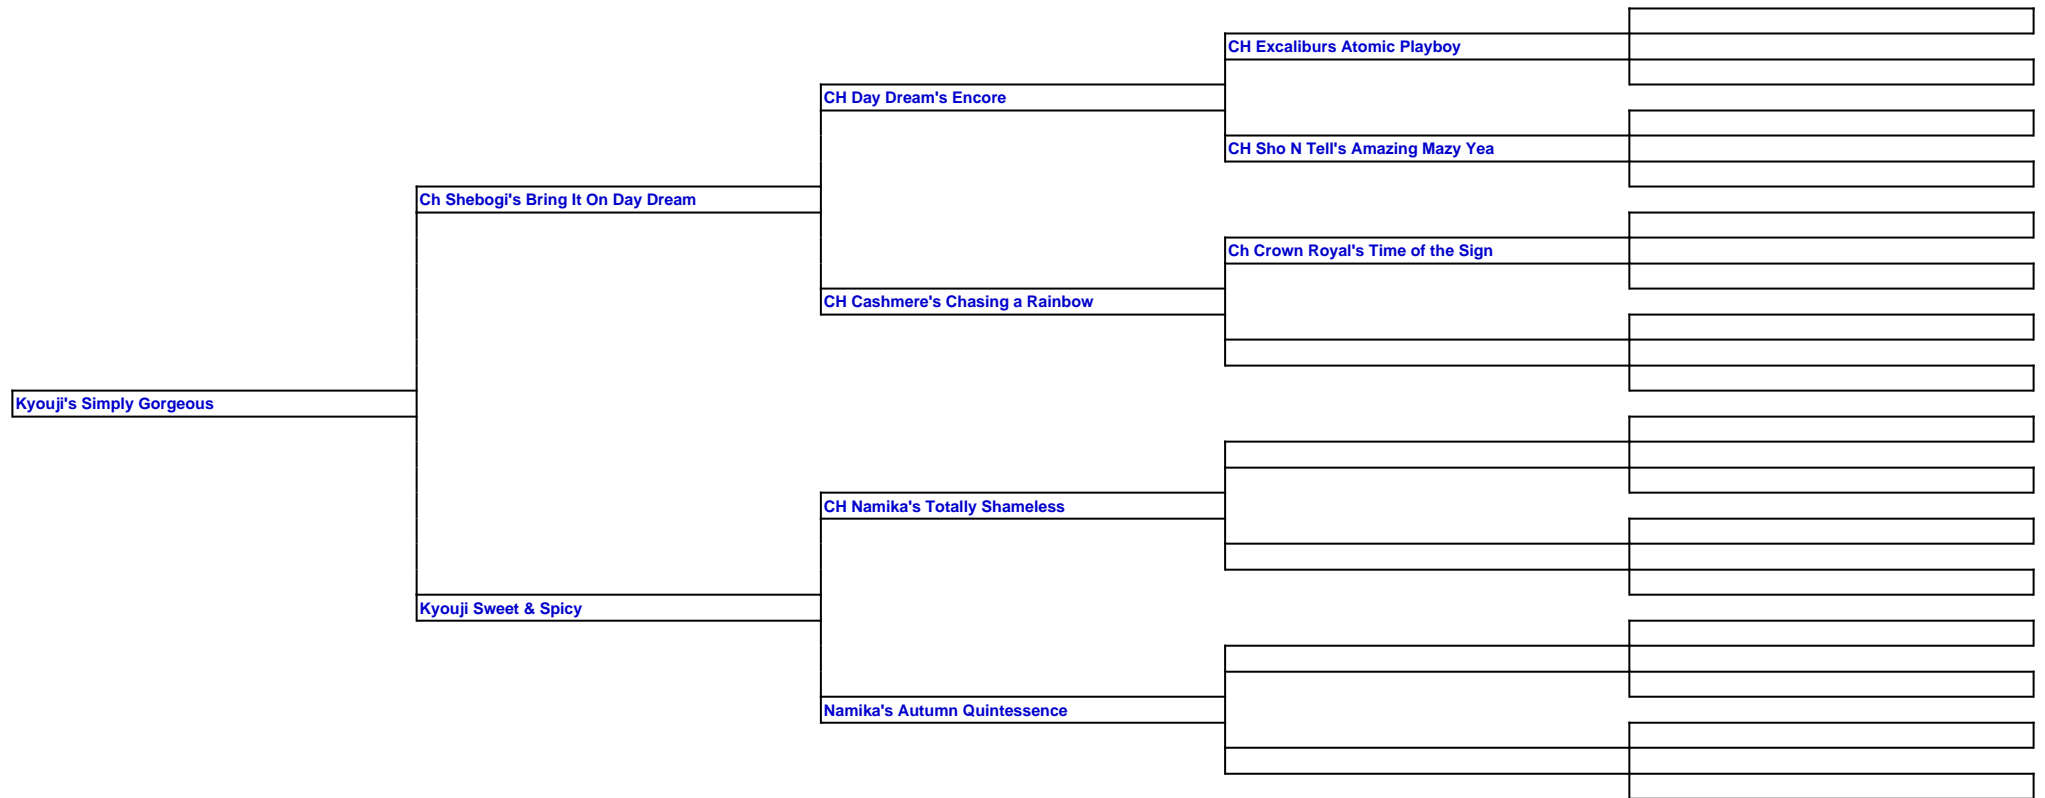 CH Excaliburs Atomic Playboy
CH Day Dream's Encore
CH Sho N Tell's Amazing Mazy Yea
Ch Shebogi's Bring It On Day Dream
Ch Crown Royal's Time of the Sign
CH Cashmere's Chasing a Rainbow
Kyouji's Simply Gorgeous
CH Namika's Totally Shameless
Kyouji Sweet & Spicy
Namika's Autumn Quintessence